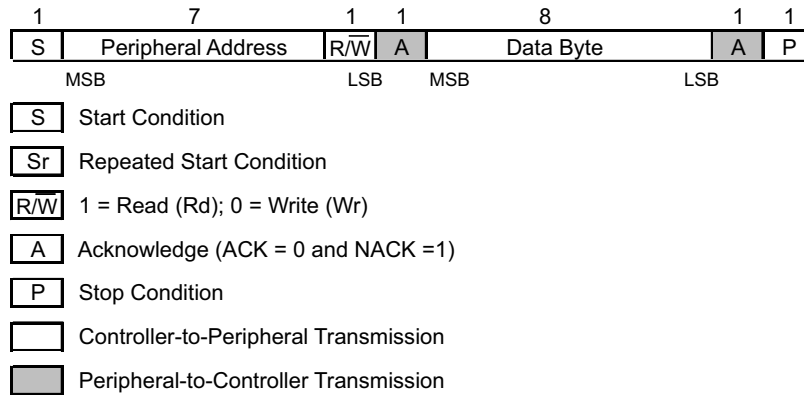 1 7 1 1 8 1 1
S Peripheral Address R/W̅ A Data Byte A P
MSB LSB MSB LSB
S Start Condition
Sr Repeated Start Condition
R/W̅ 1 = Read (Rd); 0 = Write (Wr)
A Acknowledge (ACK = 0 and NACK =1)
P Stop Condition
Controller-to-Peripheral Transmission
Peripheral-to-Controller Transmission